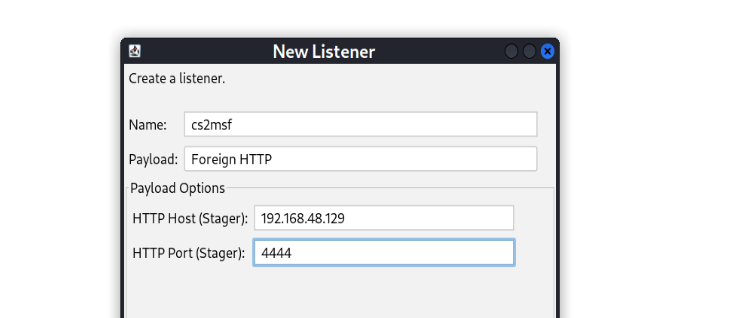 New Listener
Create a listener.
Name: cs2msf
Payload: Foreign HTTP
Payload Options
HTTP Host (Stager): 192.168.48.129
HTTP Port (Stager): 4444